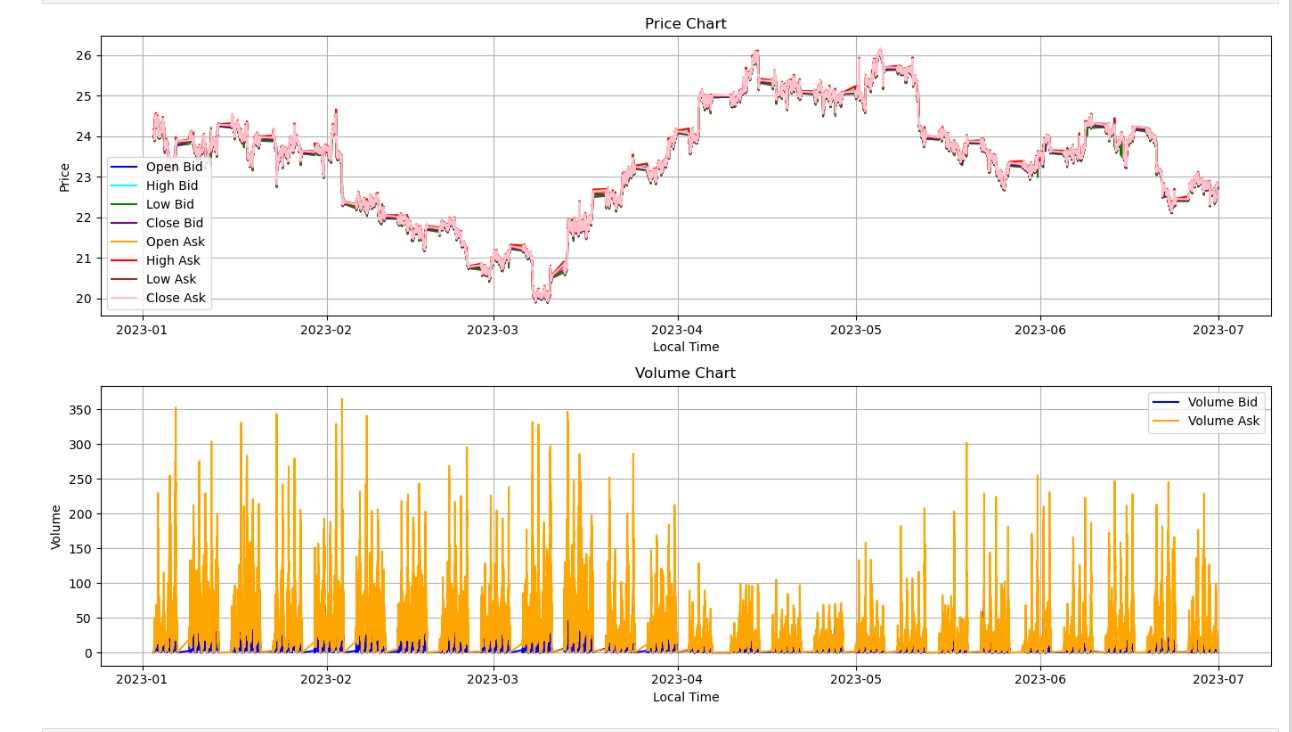 Price Chart
26
25
24
23
22
21
20
Price
Open Bid
High Bid
Low Bid
Close Bid
Open Ask
High Ask
Low Ask
Close Ask
2023-01 2023-02 2023-03 2023-04 2023-05 2023-06 2023-07
Local Time
Volume Chart
350
300
250
200
150
100
50
0
Volume
Volume Bid
Volume Ask
2023-01 2023-02 2023-03 2023-04 2023-05 2023-06 2023-07
Local Time